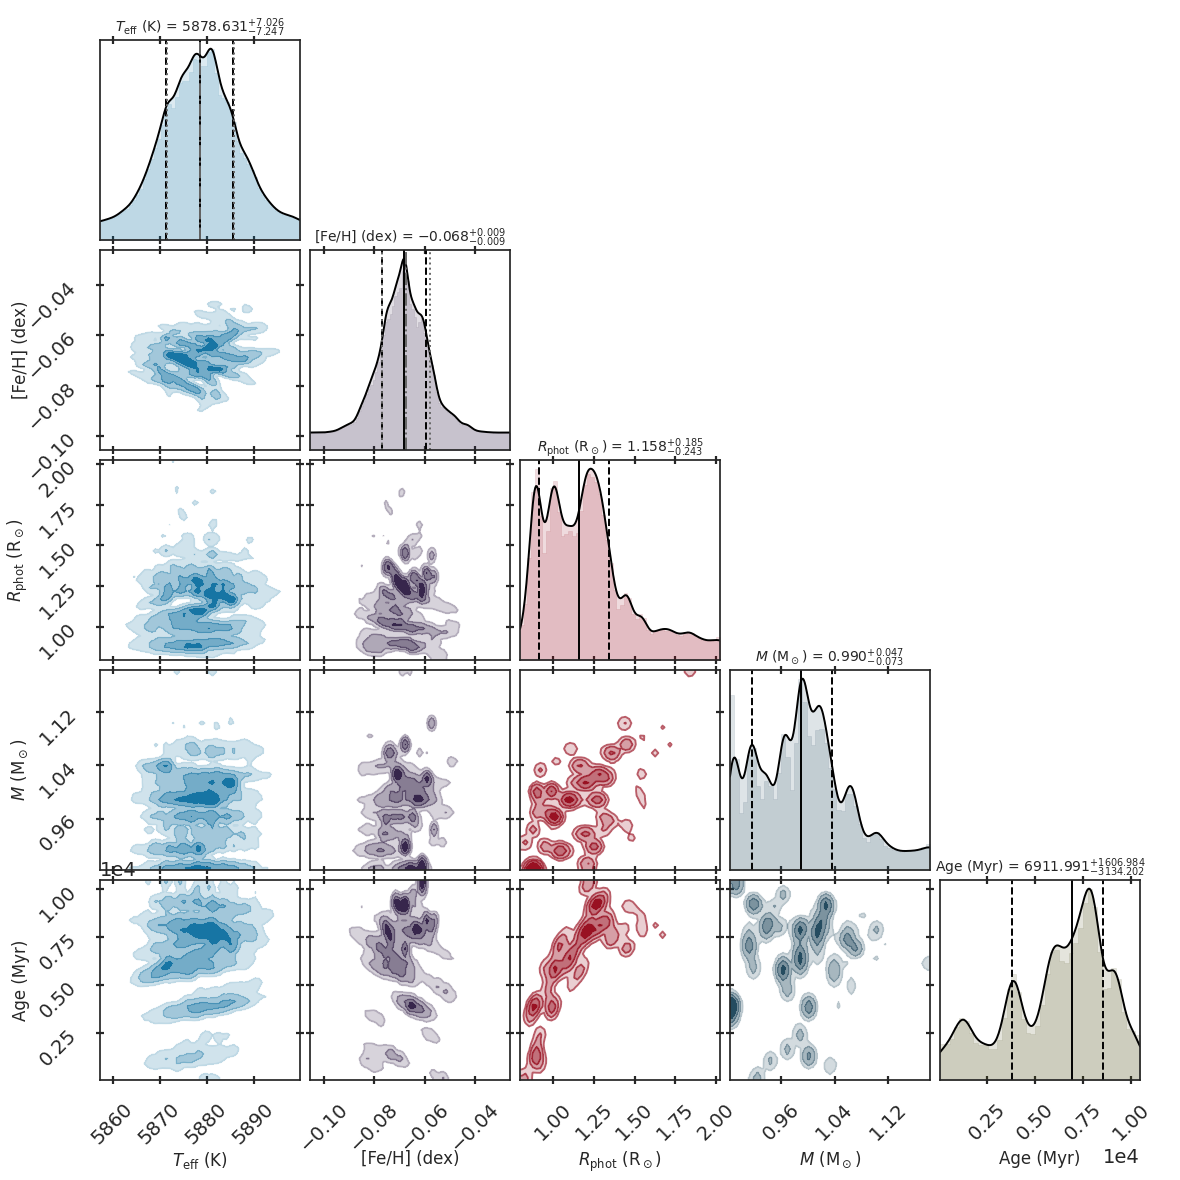 T_eff (K) = 5878.631 +7.026 −7.247
[Fe/H] (dex) = −0.068 +0.009 −0.009
[Fe/H] (dex)
−0.04
−0.06
−0.08
−0.10
R_phot (R⊙) = 1.158 +0.185 −0.243
R_phot (R⊙)
2.00
1.75
1.50
1.25
1.00
M (M⊙) = 0.990 +0.047 −0.073
M (M⊙)
1.12
1.04
0.96
1e4
Age (Myr) = 6911.991 +1606.984 −3134.202
Age (Myr)
1.00
0.75
0.50
0.25
5860 5870 5880 5890
−0.10 −0.08 −0.06 −0.04
1.00 1.25 1.50 1.75 2.00
0.96 1.04 1.12
0.25 0.50 0.75 1.00
T_eff (K) [Fe/H] (dex) R_phot (R⊙) M (M⊙) Age (Myr) 1e4